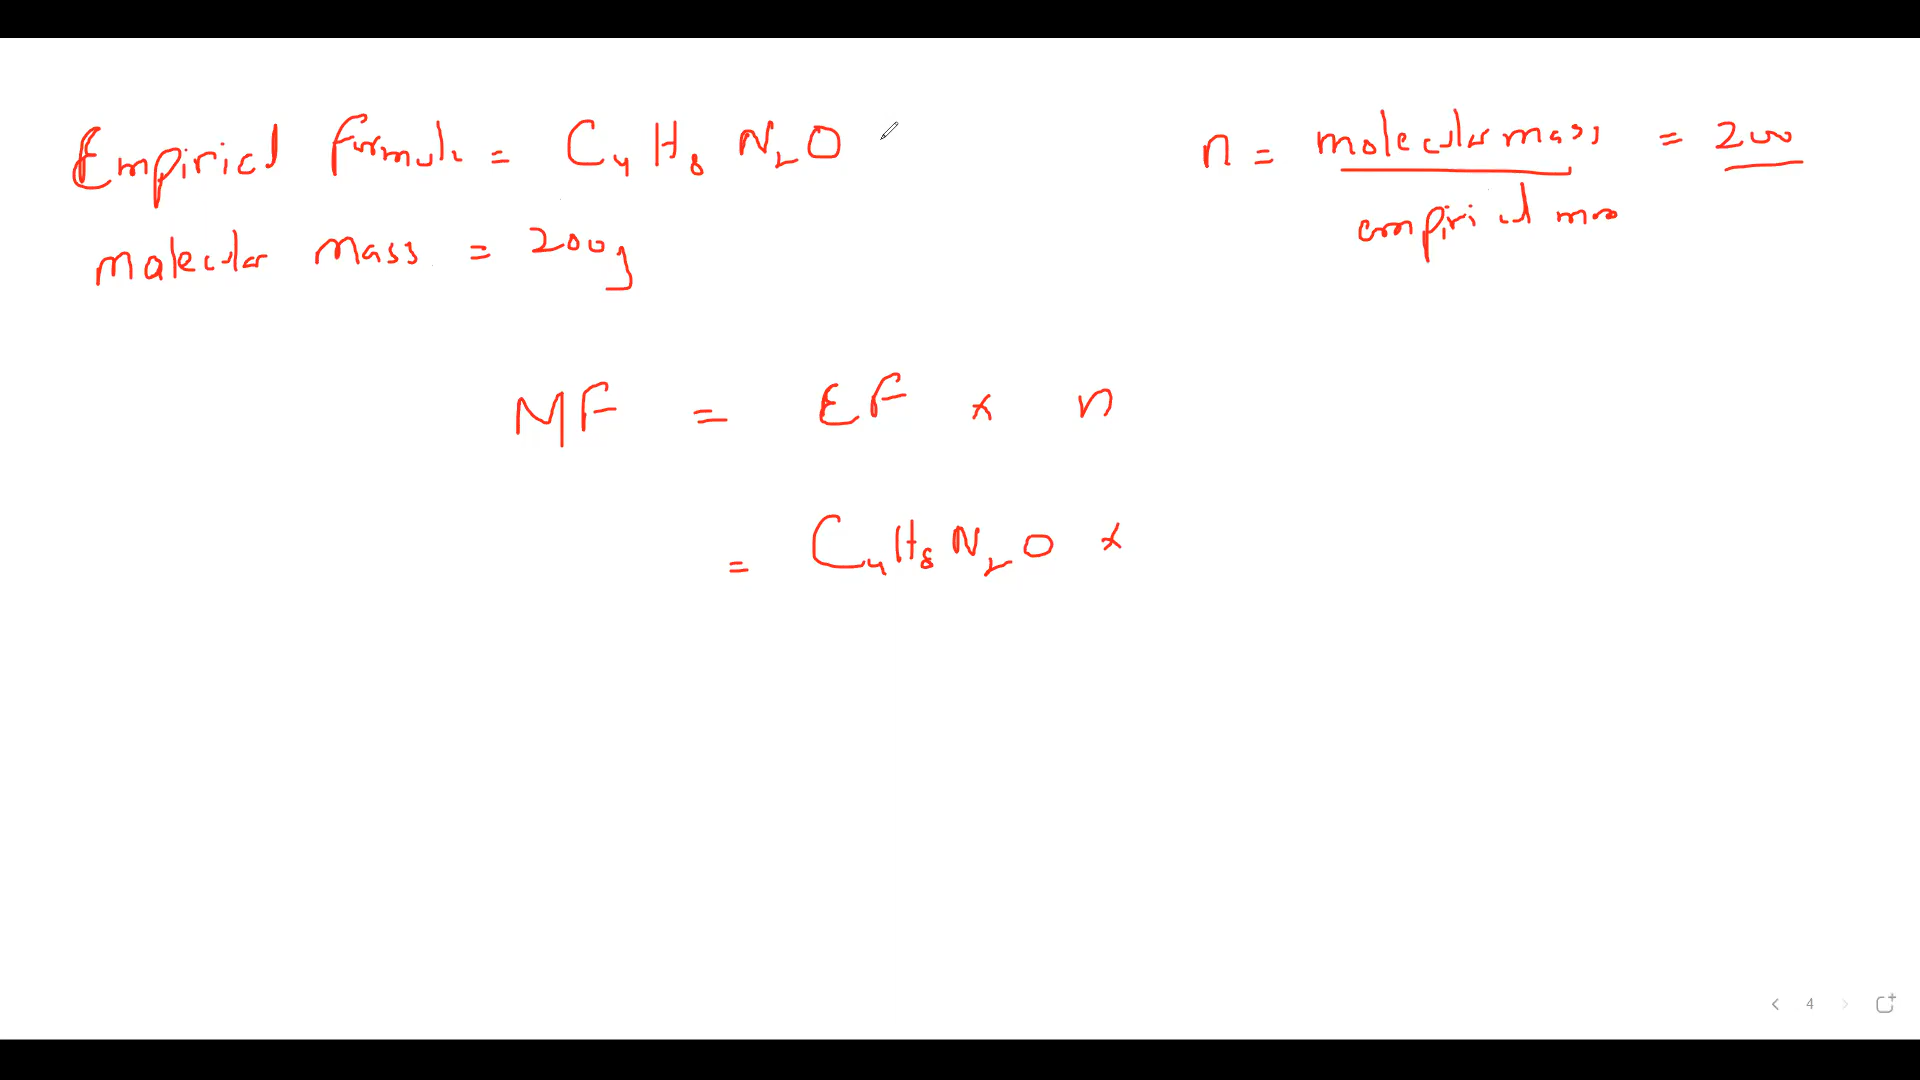 Empirical formula = C₄ H₈ N₂ O
molecular mass = 200g
n = molecular mass / empirical mass = 200
MF = EF × n
= C₄H₈N₂O ×
4